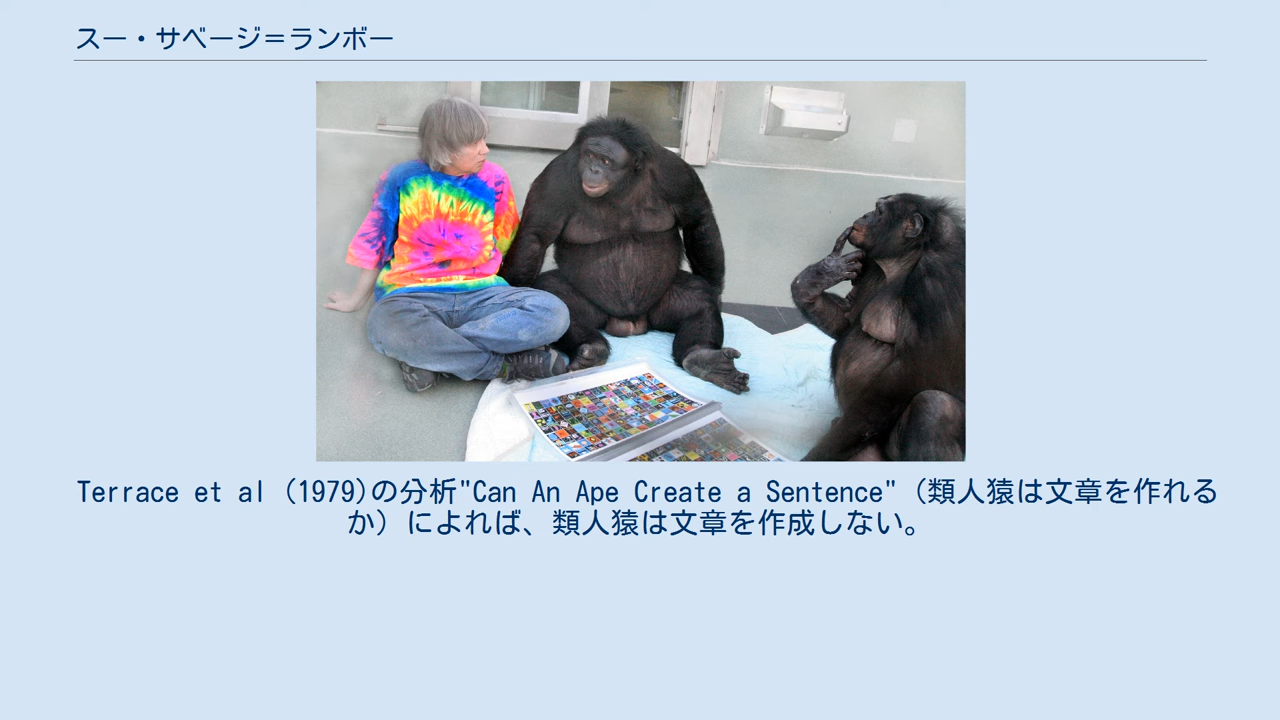 スー・サベージ＝ランボー
Terrace et al (1979)の分析"Can An Ape Create a Sentence"（類人猿は文章を作れる
か）によれば、類人猿は文章を作成しない。